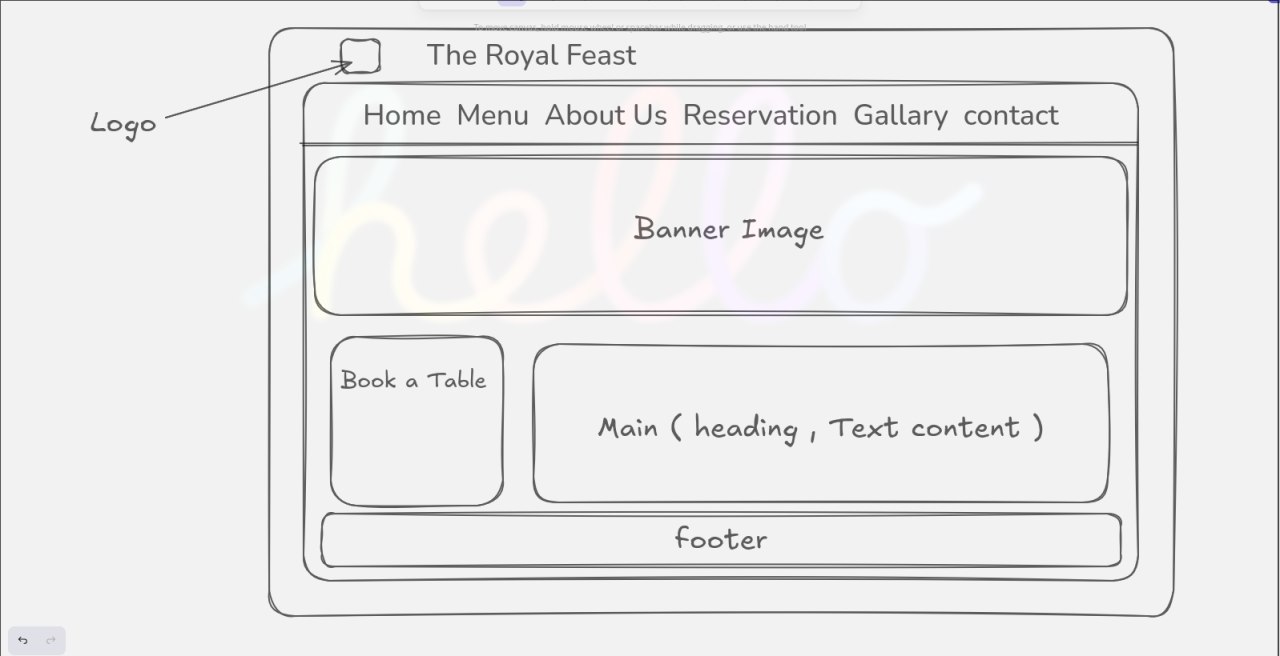 To move canvas, hold mouse wheel or spacebar while dragging, or use the hand tool
The Royal Feast
Logo
Home Menu About Us Reservation Gallary contact
hello
Banner Image
Book a Table
Main ( heading , Text content )
footer